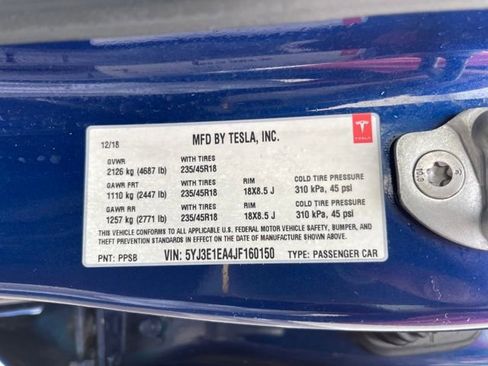 12/18 MFD BY TESLA, INC.
TESLA
GVWR WITH TIRES
2126 kg (4687 lb) 235/45R18
GAWR FRT WITH TIRES RIM COLD TIRE PRESSURE
1110 kg (2447 lb) 235/45R18 18X8.5 J 310 kPa, 45 psi
GAWR RR WITH TIRES RIM COLD TIRE PRESSURE
1257 kg (2771 lb) 235/45R18 18X8.5 J 310 kPa, 45 psi
THIS VEHICLE CONFORMS TO ALL APPLICABLE U.S. FEDERAL MOTOR VEHICLE SAFETY, BUMPER, AND
THEFT PREVENTION STANDARDS IN EFFECT ON THE DATE OF MANUFACTURE SHOWN ABOVE.
PNT: PPSB VIN: 5YJ3E1EA4JF160150 TYPE: PASSENGER CAR
10.9